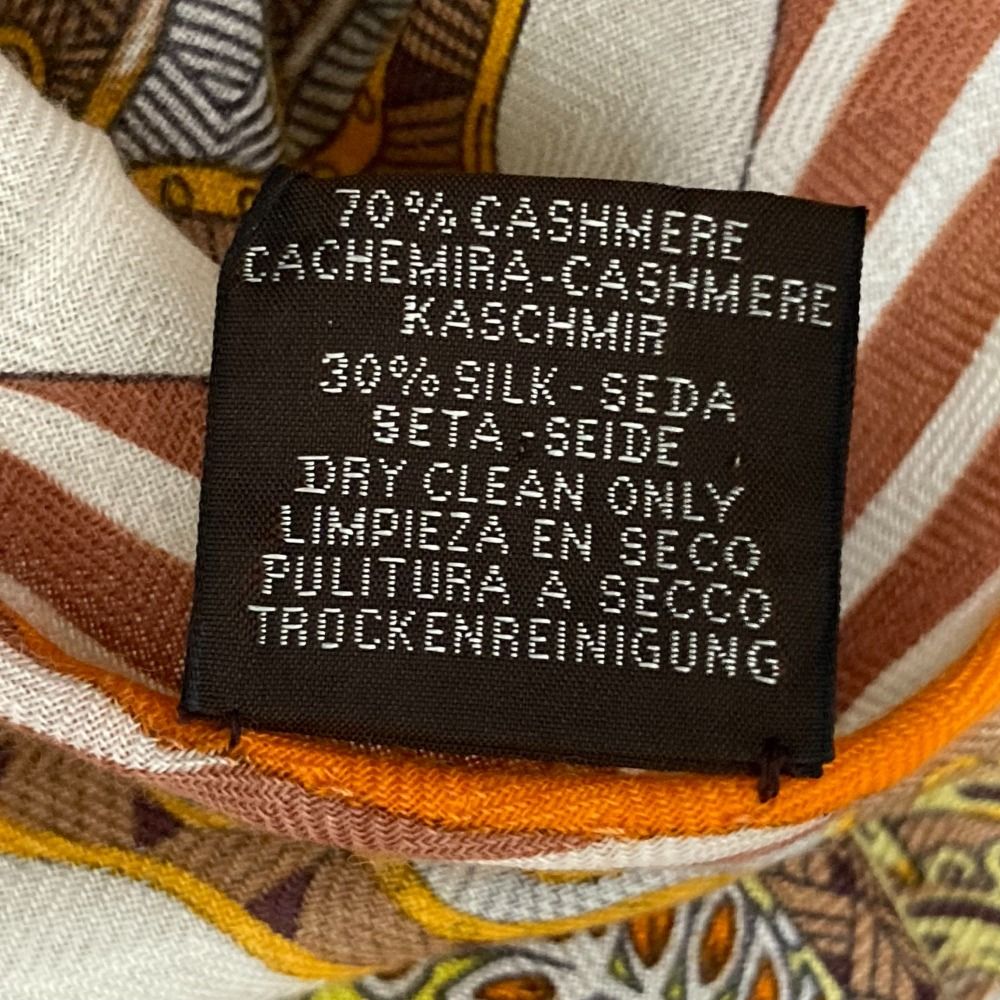 70% CASHMERE
CACHEMIRA-CASHMERE
KASCHMIR
30% SILK - SEDA
SETA - SEIDE
DRY CLEAN ONLY
LIMPIEZA EN SECO
PULITURA A SECCO
TROCKENREINIGUNG